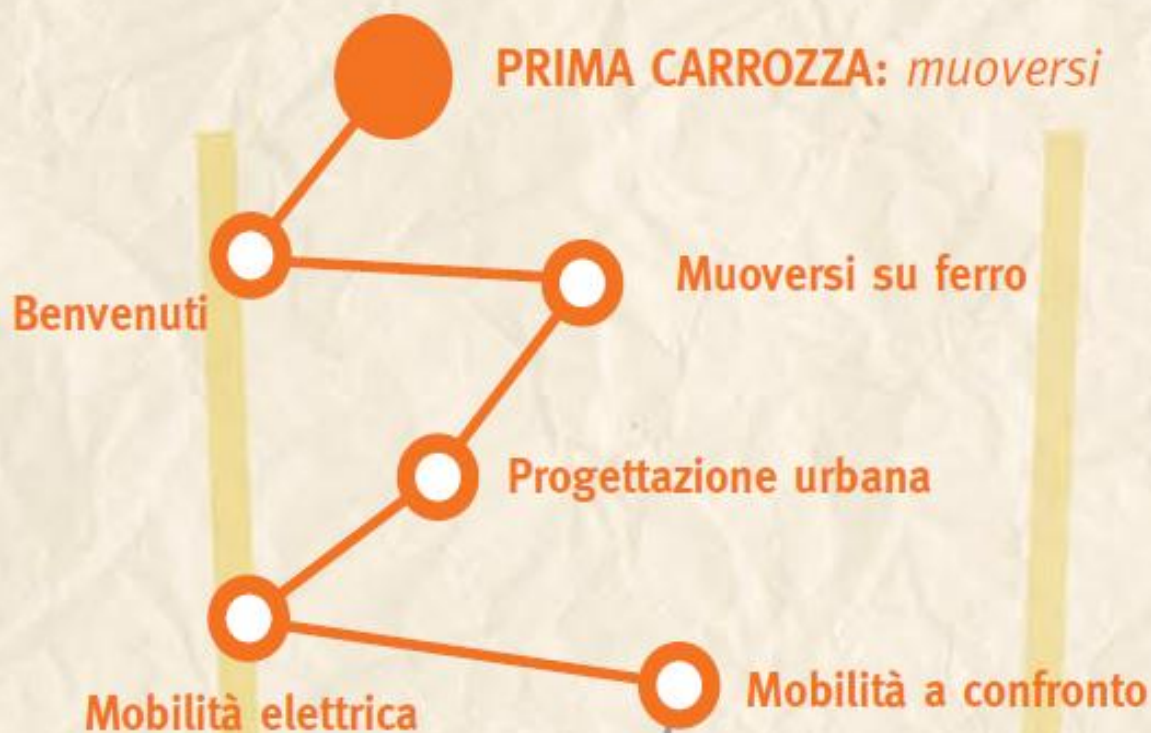 PRIMA CARROZZA: muoversi
Benvenuti
Muoversi su ferro
Progettazione urbana
Mobilità elettrica
Mobilità a confronto